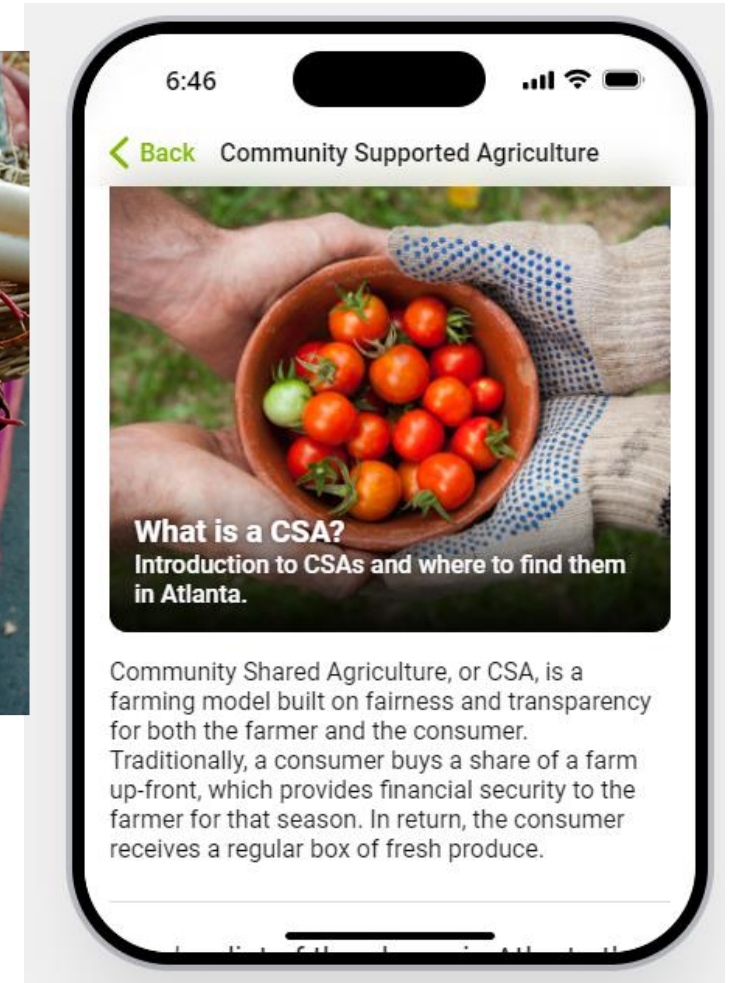 6:46
Back Community Supported Agriculture
What is a CSA?
Introduction to CSAs and where to find them
in Atlanta.
Community Shared Agriculture, or CSA, is a
farming model built on fairness and transparency
for both the farmer and the consumer.
Traditionally, a consumer buys a share of a farm
up-front, which provides financial security to the
farmer for that season. In return, the consumer
receives a regular box of fresh produce.